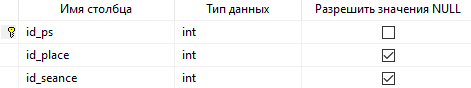 Имя столбца Тип данных Разрешить значения NULL
id_ps int
id_place int
id_seance int